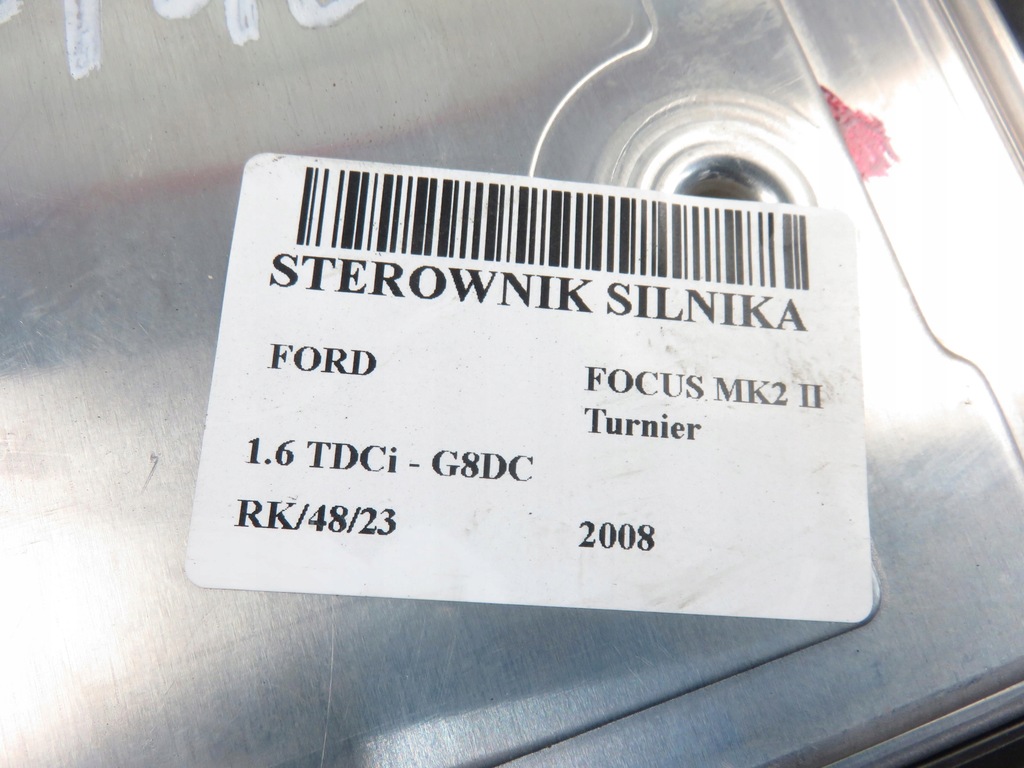 STEROWNIK SILNIKA
FORD
FOCUS MK2 II
Turnier
1.6 TDCi - G8DC
RK/48/23
2008